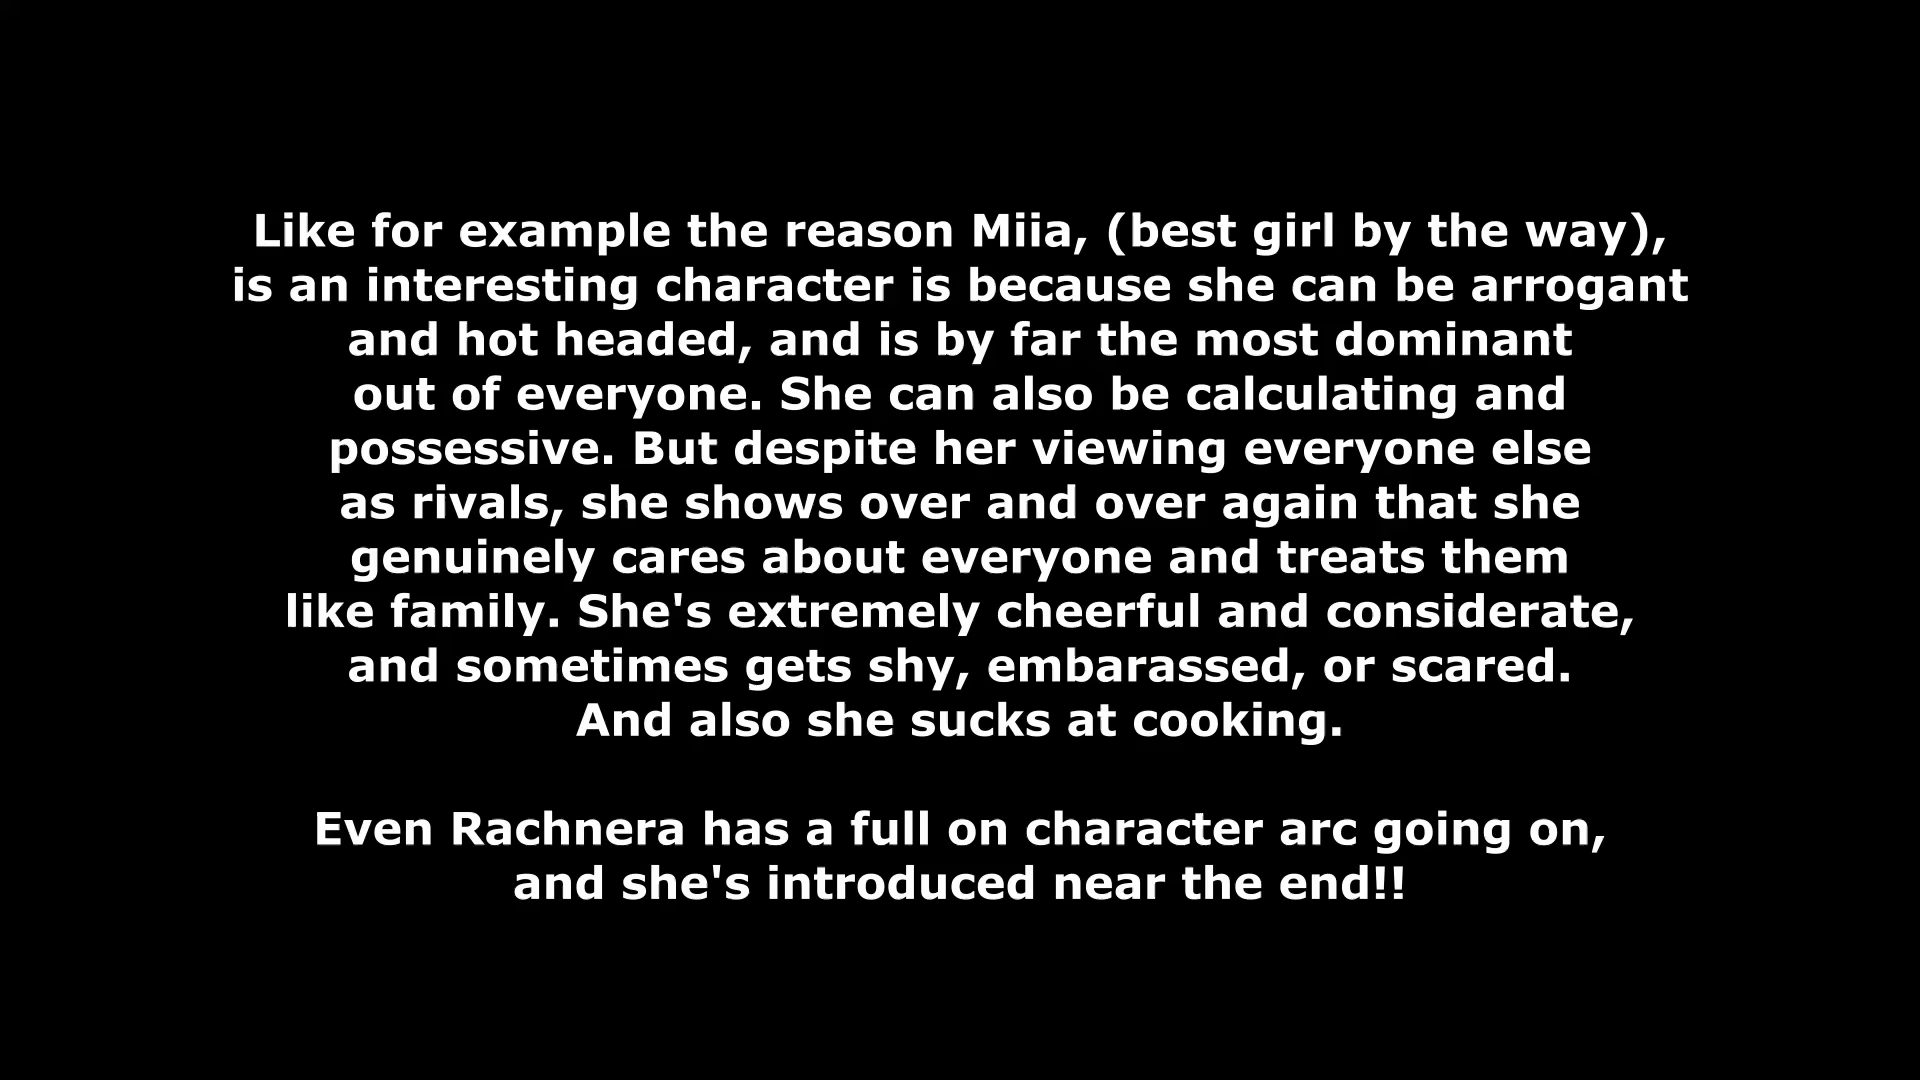 Like for example the reason Miia, (best girl by the way),
is an interesting character is because she can be arrogant
and hot headed, and is by far the most dominant
out of everyone. She can also be calculating and
possessive. But despite her viewing everyone else
as rivals, she shows over and over again that she
genuinely cares about everyone and treats them
like family. She's extremely cheerful and considerate,
and sometimes gets shy, embarassed, or scared.
And also she sucks at cooking.
Even Rachnera has a full on character arc going on,
and she's introduced near the end!!